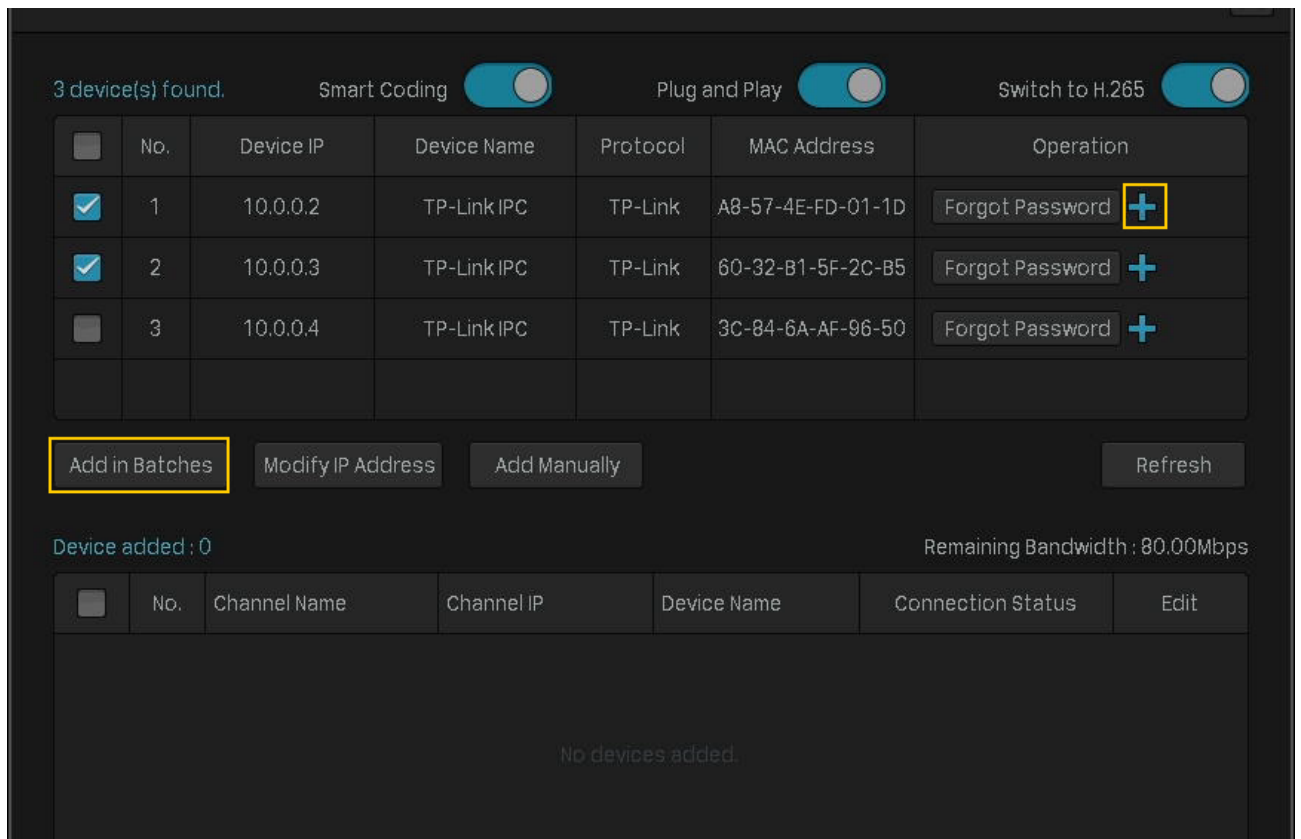 3 device(s) found. Smart Coding Plug and Play Switch to H.265
No. Device IP Device Name Protocol MAC Address Operation
1 10.0.0.2 TP-Link IPC TP-Link A8-57-4E-FD-01-1D Forgot Password
2 10.0.0.3 TP-Link IPC TP-Link 60-32-B1-5F-2C-B5 Forgot Password
3 10.0.0.4 TP-Link IPC TP-Link 3C-84-6A-AF-96-50 Forgot Password
Add in Batches Modify IP Address Add Manually Refresh
Device added : 0 Remaining Bandwidth : 80.00Mbps
No. Channel Name Channel IP Device Name Connection Status Edit
No devices added.